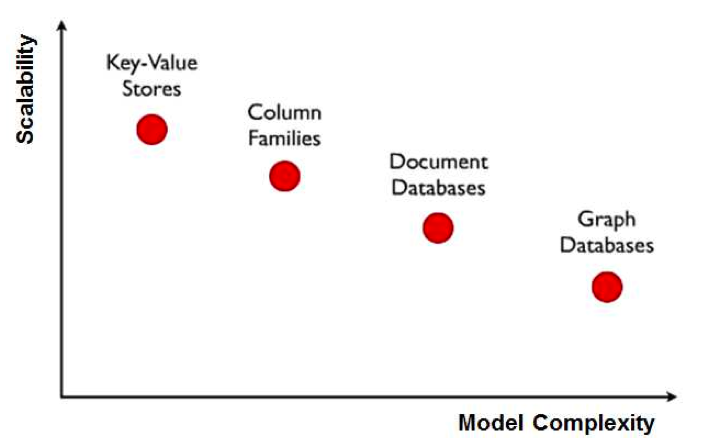 Scalability
Key-Value
Stores
Column
Families
Document
Databases
Graph
Databases
Model Complexity